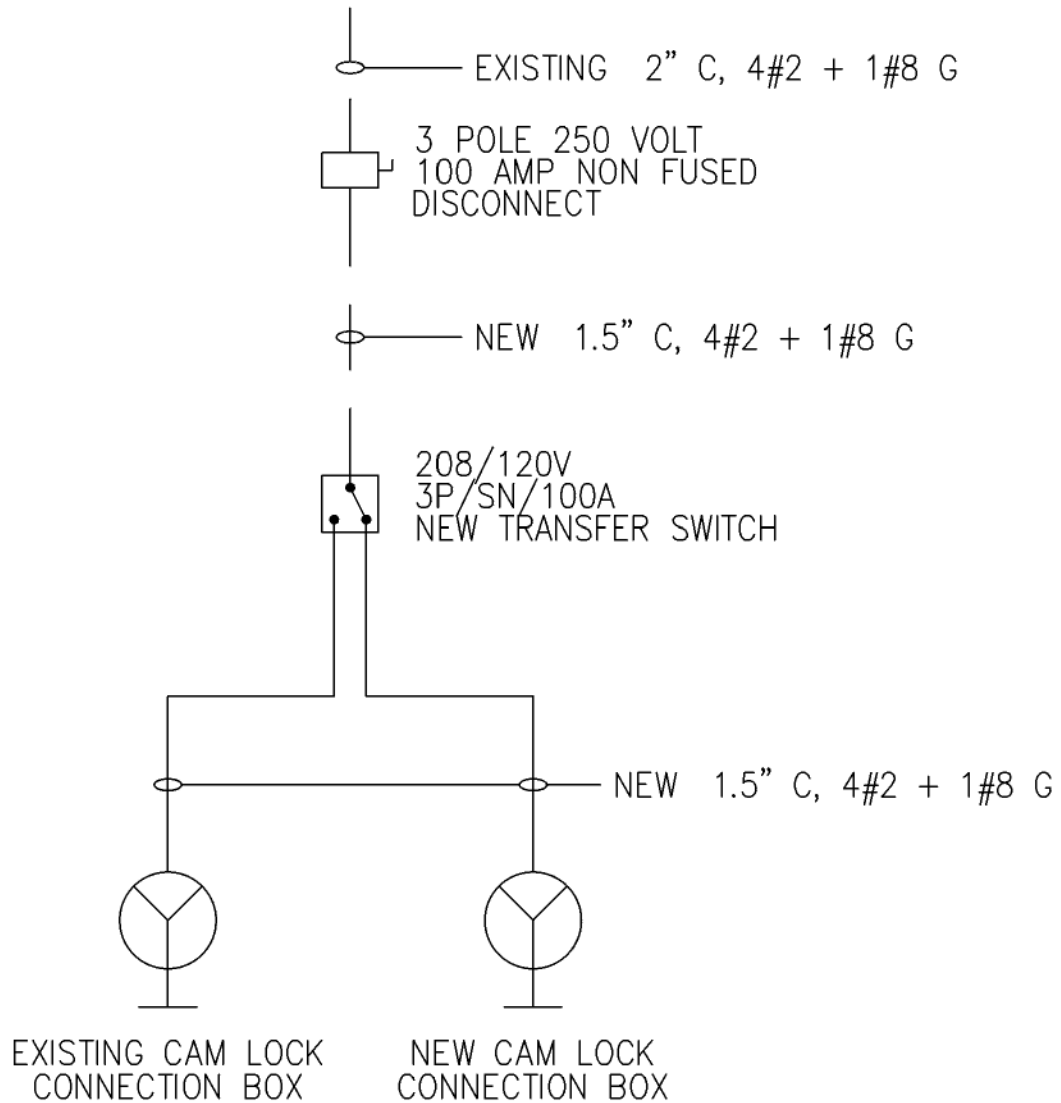 EXISTING 2" C, 4#2 + 1#8 G
3 POLE 250 VOLT
100 AMP NON FUSED
DISCONNECT
NEW 1.5" C, 4#2 + 1#8 G
208/120V
3P/SN/100A
NEW TRANSFER SWITCH
NEW 1.5" C, 4#2 + 1#8 G
EXISTING CAM LOCK
CONNECTION BOX
NEW CAM LOCK
CONNECTION BOX